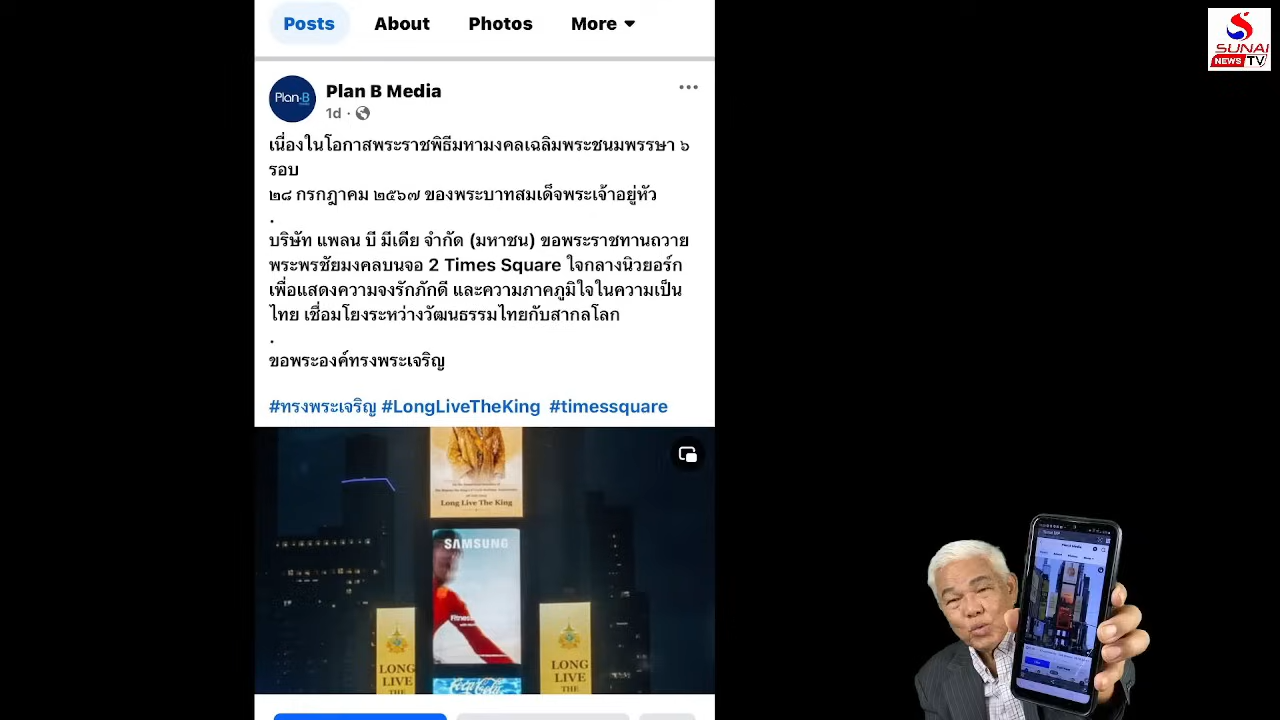 Posts About Photos More
SUNAI
NEWS TV
Plan B Media
Plan B
1d
เนื่องในโอกาสพระราชพิธีมหามงคลเฉลิมพระชนมพรรษา ๖
รอบ
๒๘ กรกฎาคม ๒๕๖๗ ของพระบาทสมเด็จพระเจ้าอยู่หัว
.
บริษัท แพลน บี มีเดีย จำกัด (มหาชน) ขอพระราชทานถวาย
พระพรชัยมงคลบนจอ 2 Times Square ใจกลางนิวยอร์ก
เพื่อแสดงความจงรักภักดี และความภาคภูมิใจในความเป็น
ไทย เชื่อมโยงระหว่างวัฒนธรรมไทยกับสากลโลก
.
ขอพระองค์ทรงพระเจริญ
#ทรงพระเจริญ #LongLiveTheKing #timessquare
Long Live The King
SAMSUNG
LONG
LIVE
THE
LONG
LIVE
THE
Coca-Cola